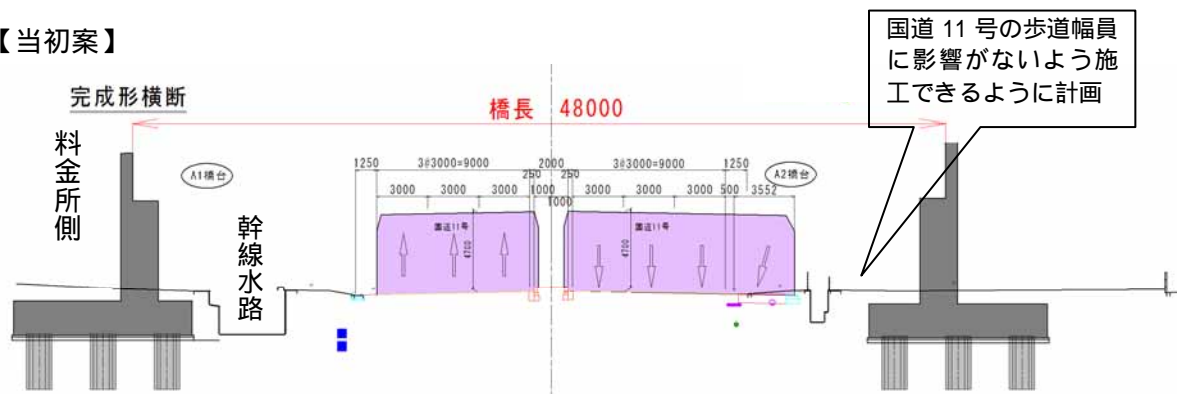 【当初案】
国道 11 号の歩道幅員
に影響がないよう施
工できるように計画
完成形横断
橋長 48000
料金所側
A1橋台
A2橋台
幹線水路
1250 3@3000=9000 2000 3@3000=9000 1250
250 250
3000 3000 3000 1000 3000 3000 3000 500 3552
1000
国道11号
4700
国道11号
4700